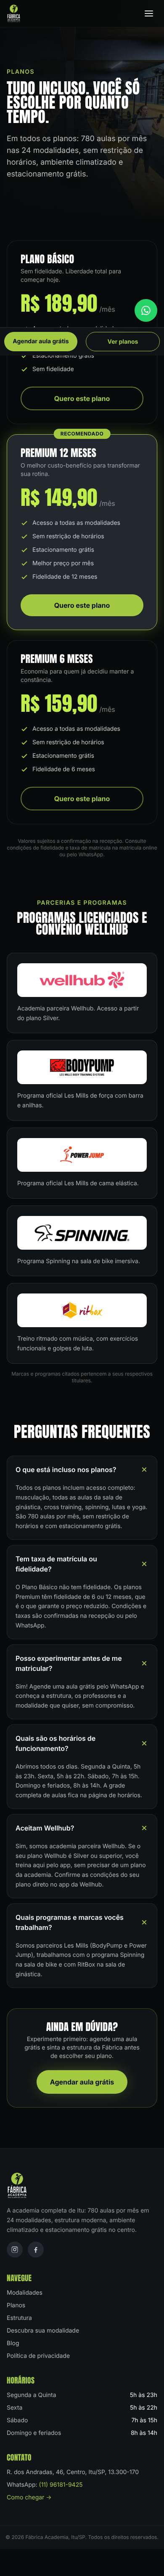 FÁBRICA
ACADEMIA
PLANOS
TUDO INCLUSO. VOCÊ SÓ
ESCOLHE POR QUANTO
TEMPO.
Em todos os planos: 780 aulas por mês
nas 24 modalidades, sem restrição de
horários, ambiente climatizado e
estacionamento grátis.
PLANO BÁSICO
Sem fidelidade. Liberdade total para
começar hoje.
R$ 189,90 /mês
Agendar aula grátis
Ver planos
Estacionamento grátis
Sem fidelidade
Quero este plano
RECOMENDADO
PREMIUM 12 MESES
O melhor custo-benefício para transformar
sua rotina.
R$ 149,90 /mês
Acesso a todas as modalidades
Sem restrição de horários
Estacionamento grátis
Melhor preço por mês
Fidelidade de 12 meses
Quero este plano
PREMIUM 6 MESES
Economia para quem já decidiu manter a
constância.
R$ 159,90 /mês
Acesso a todas as modalidades
Sem restrição de horários
Estacionamento grátis
Fidelidade de 6 meses
Quero este plano
Valores sujeitos a confirmação na recepção. Consulte
condições de fidelidade e taxa de matrícula na matrícula online
ou pelo WhatsApp.
PARCERIAS E PROGRAMAS
PROGRAMAS LICENCIADOS E
CONVÊNIO WELLHUB
wellhub
Academia parceira Wellhub. Acesso a partir
do plano Silver.
BODYPUMP
LES MILLS BODY TRAINING SYSTEMS
Programa oficial Les Mills de força com barra
e anilhas.
POWER JUMP
Programa oficial Les Mills de cama elástica.
SPINNING®
Programa Spinning na sala de bike imersiva.
ritbox
Treino ritmado com música, com exercícios
funcionais e golpes de luta.
Marcas e programas citados pertencem a seus respectivos
titulares.
PERGUNTAS FREQUENTES
O que está incluso nos planos?
Todos os planos incluem acesso completo:
musculação, todas as aulas de sala de
ginástica, cross training, spinning, lutas e yoga.
São 780 aulas por mês, sem restrição de
horários e com estacionamento grátis.
Tem taxa de matrícula ou
fidelidade?
O Plano Básico não tem fidelidade. Os planos
Premium têm fidelidade de 6 ou 12 meses, que
é o que garante o preço reduzido. Condições e
taxas são confirmadas na recepção ou pelo
WhatsApp.
Posso experimentar antes de me
matricular?
Sim! Agende uma aula grátis pelo WhatsApp e
conheça a estrutura, os professores e a
modalidade que quiser, sem compromisso.
Quais são os horários de
funcionamento?
Abrimos todos os dias. Segunda a Quinta, 5h
às 23h. Sexta, 5h às 22h. Sábado, 7h às 15h.
Domingo e feriados, 8h às 14h. A grade
completa de aulas fica na página de horários.
Aceitam Wellhub?
Sim, somos academia parceira Wellhub. Se o
seu plano Wellhub é Silver ou superior, você
treina aqui pelo app, sem precisar de um plano
da academia. Confirme as condições do seu
plano direto no app da Wellhub.
Quais programas e marcas vocês
trabalham?
Somos parceiros Les Mills (BodyPump e Power
Jump), trabalhamos com o programa Spinning
na sala de bike e com RitBox na sala de
ginástica.
AINDA EM DÚVIDA?
Experimente primeiro: agende uma aula
grátis e sinta a estrutura da Fábrica antes
de escolher seu plano.
Agendar aula grátis
FÁBRICA
ACADEMIA
A academia completa de Itu: 780 aulas por mês em
24 modalidades, estrutura moderna, ambiente
climatizado e estacionamento grátis no centro.
NAVEGUE
Modalidades
Planos
Estrutura
Descubra sua modalidade
Blog
Política de privacidade
HORÁRIOS
Segunda a Quinta 5h às 23h
Sexta 5h às 22h
Sábado 7h às 15h
Domingo e feriados 8h às 14h
CONTATO
R. dos Andradas, 46, Centro, Itu/SP, 13.300-170
WhatsApp: (11) 96181-9425
Como chegar →
© 2026 Fábrica Academia, Itu/SP. Todos os direitos reservados.